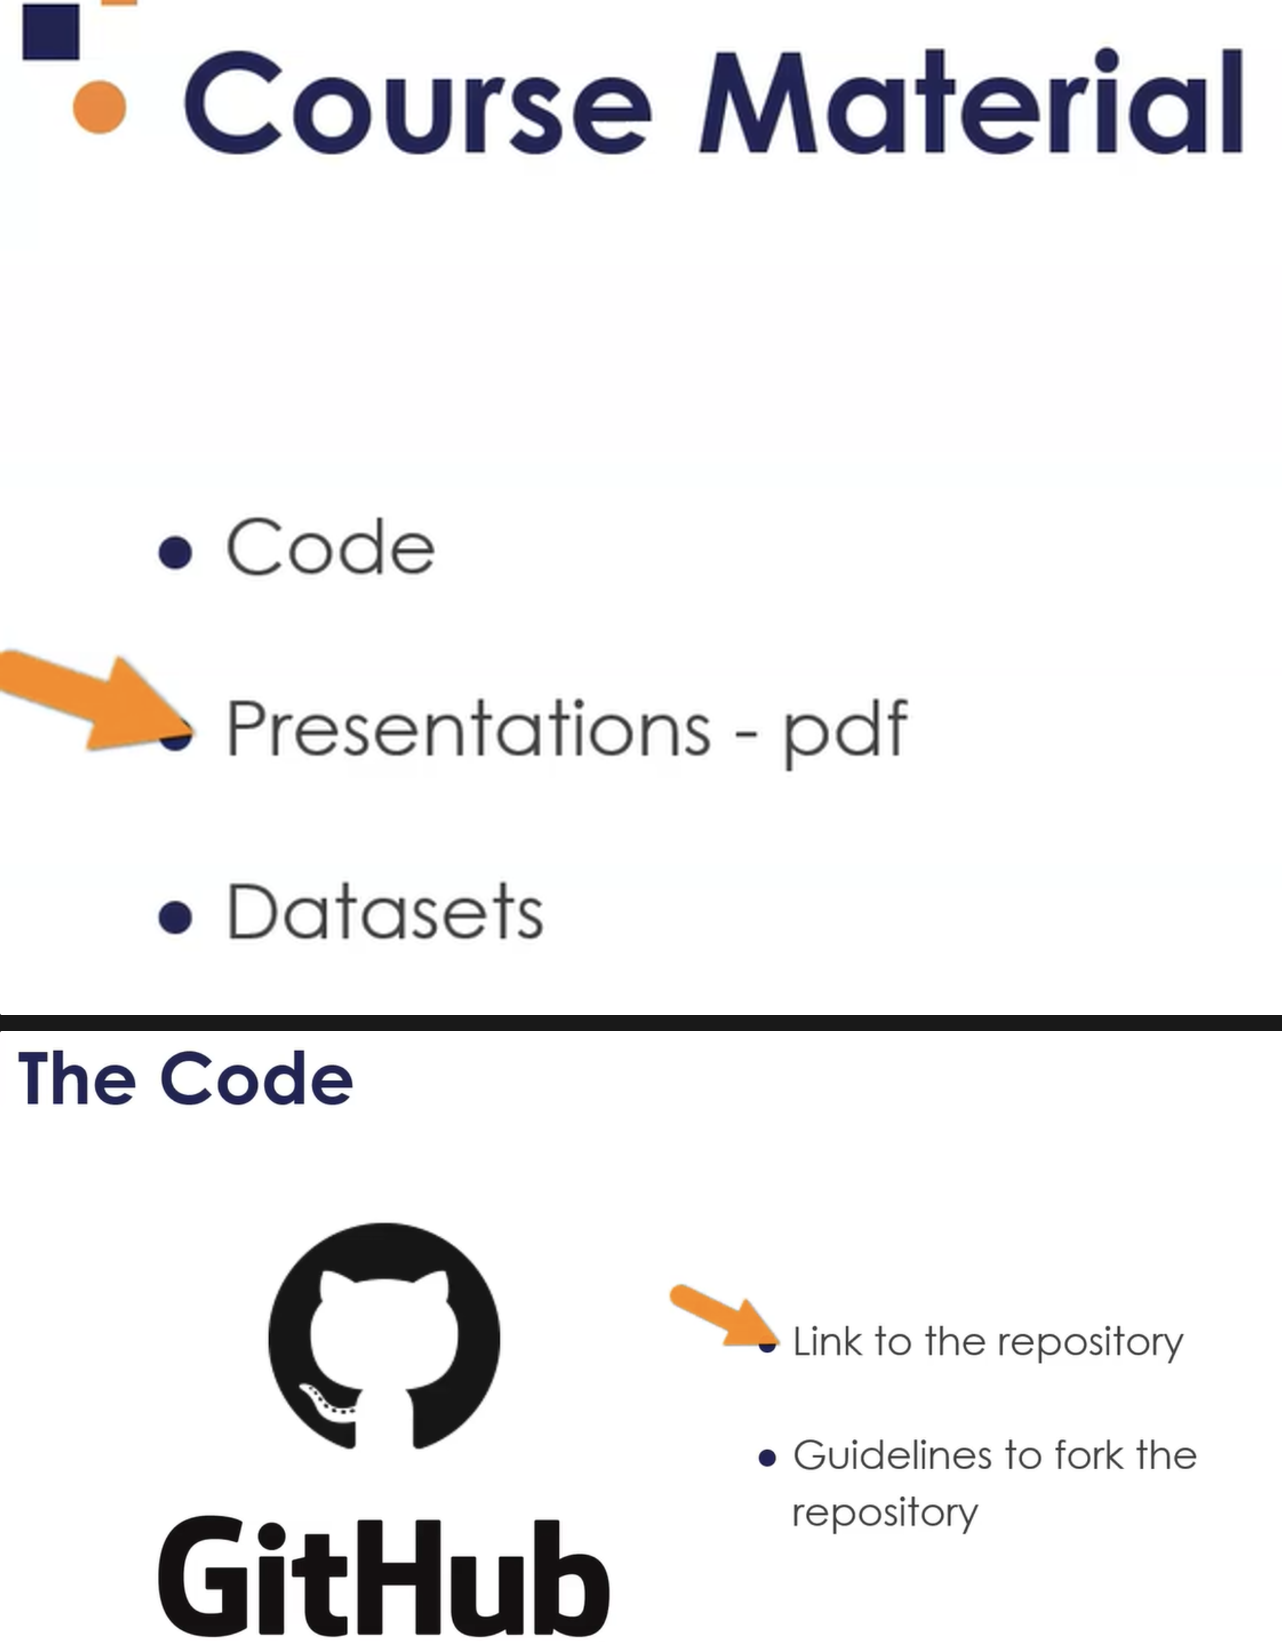 Course Material
Code
Presentations - pdf
Datasets
The Code
GitHub
Link to the repository
Guidelines to fork the
repository